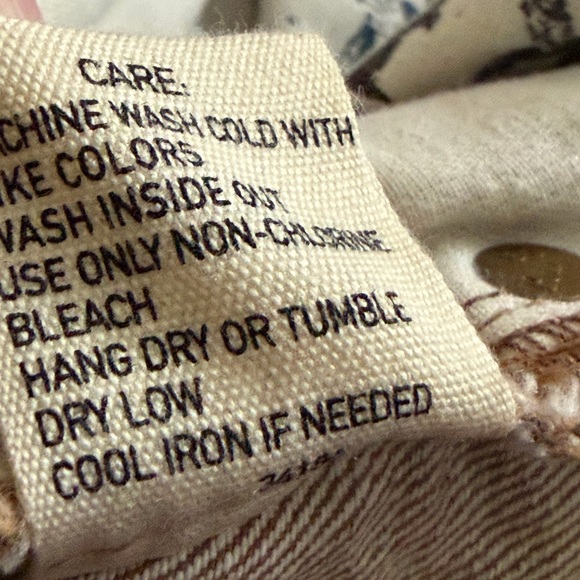 CARE:
CHINE WASH COLD WITH
IKE COLORS
WASH INSIDE OUT
USE ONLY NON-CHLORINE
BLEACH
HANG DRY OR TUMBLE
DRY LOW
COOL IRON IF NEEDED